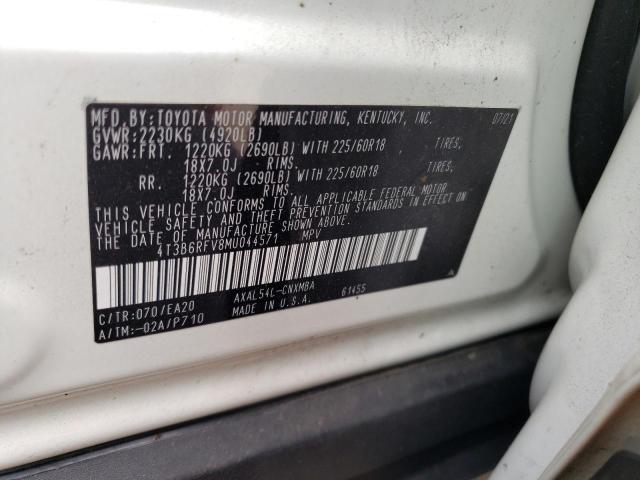 MFD.BY:TOYOTA MOTOR MANUFACTURING, KENTUCKY, INC. 07/21
GVWR:2230KG (4920LB)
GAWR:FRT. 1220KG (2690LB) WITH 225/60R18 TIRES,
18X7.0J RIMS.
RR. 1220KG (2690LB) WITH 225/60R18 TIRES,
18X7.0J RIMS.
THIS VEHICLE CONFORMS TO ALL APPLICABLE FEDERAL MOTOR
VEHICLE SAFETY AND THEFT PREVENTION STANDARDS IN EFFECT ON
THE DATE OF MANUFACTURE SHOWN ABOVE.
4T3B6RFV8MU044571 MPV
C/TR:070/EA20 AXAL54L-CNXMBA 61455
A/TM:-02A/P710 MADE IN U.S.A. A